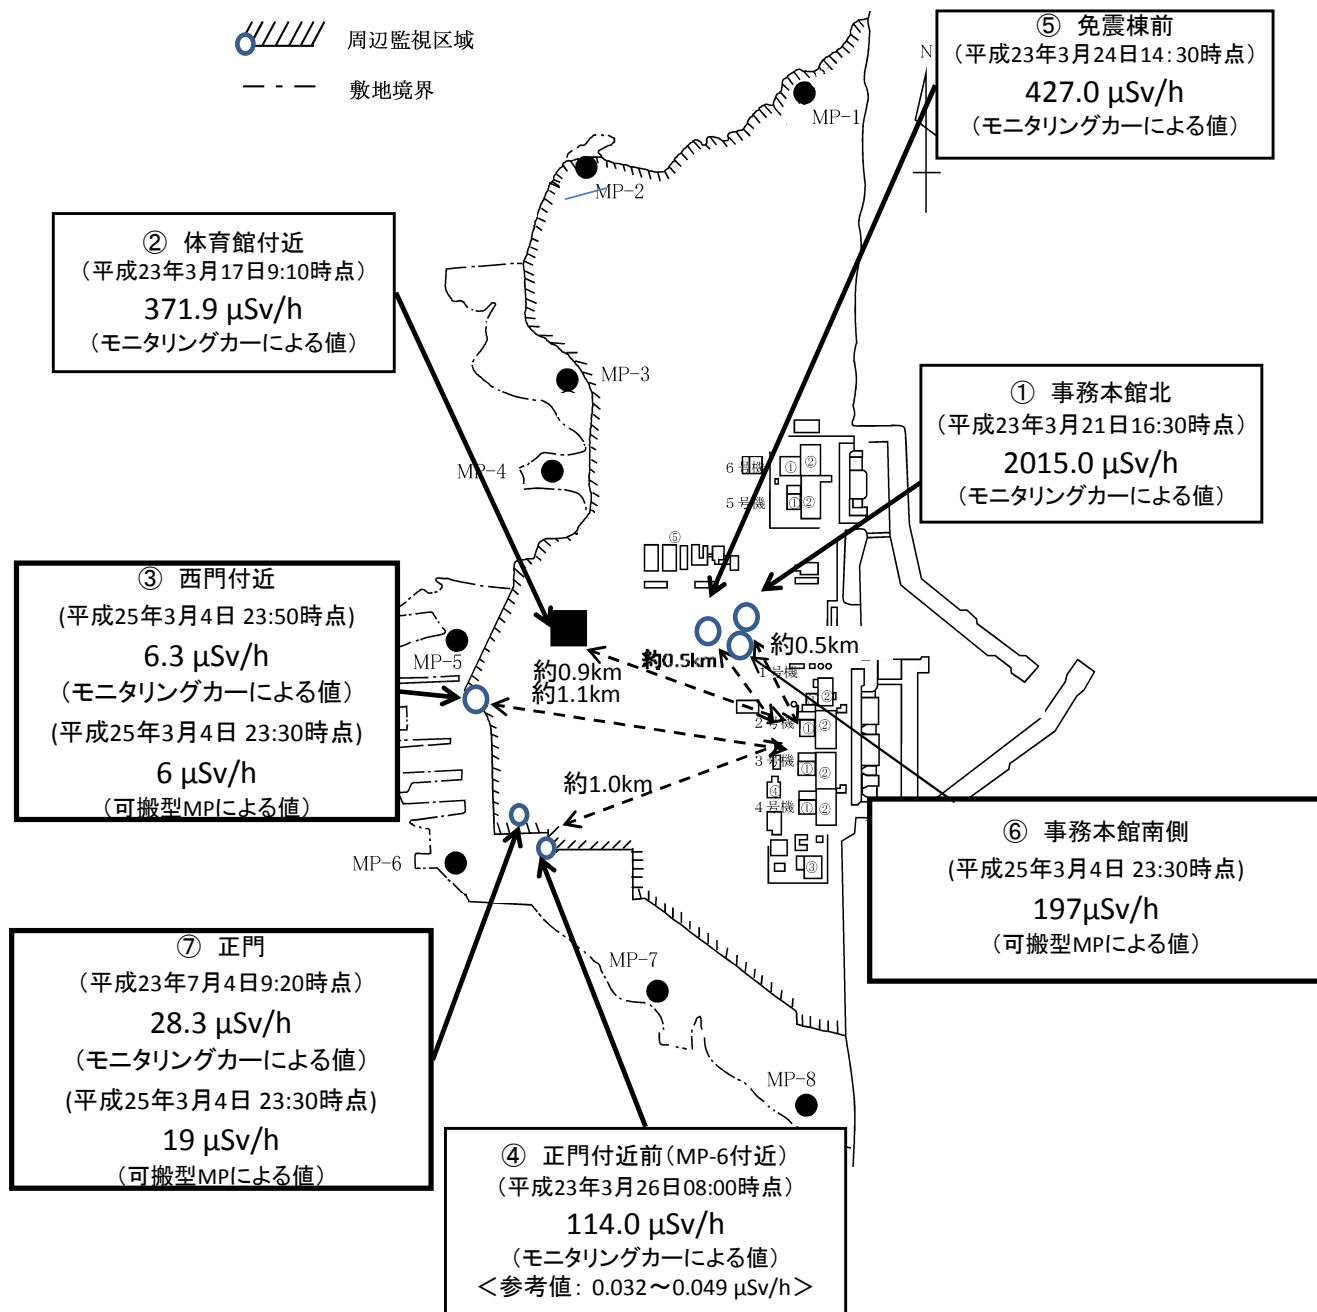 周辺監視区域
敷地境界
⑤ 免震棟前
（平成23年3月24日14:30時点）
427.0 μSv/h
（モニタリングカーによる値）
N
MP-1
MP-2
② 体育館付近
（平成23年3月17日9:10時点）
371.9 μSv/h
（モニタリングカーによる値）
MP-3
MP-4
① 事務本館北
（平成23年3月21日16:30時点）
2015.0 μSv/h
（モニタリングカーによる値）
6号機
① ②
5号機
① ②
⑤
③ 西門付近
(平成25年3月4日 23:50時点)
6.3 μSv/h
（モニタリングカーによる値）
(平成25年3月4日 23:30時点)
6 μSv/h
（可搬型MPによる値）
MP-5
約0.9km
約1.1km
約0.5km
約0.5km
1号機
②
2号機
① ②
3号機
① ②
④
4号機
① ②
③
約1.0km
MP-6
⑥ 事務本館南側
(平成25年3月4日 23:30時点)
197μSv/h
（可搬型MPによる値）
⑦ 正門
（平成23年7月4日9:20時点）
28.3 μSv/h
（モニタリングカーによる値）
(平成25年3月4日 23:30時点)
19 μSv/h
（可搬型MPによる値）
MP-7
MP-8
④ 正門付近前（MP-6付近）
（平成23年3月26日08:00時点）
114.0 μSv/h
（モニタリングカーによる値）
＜参考値：0.032～0.049 μSv/h＞